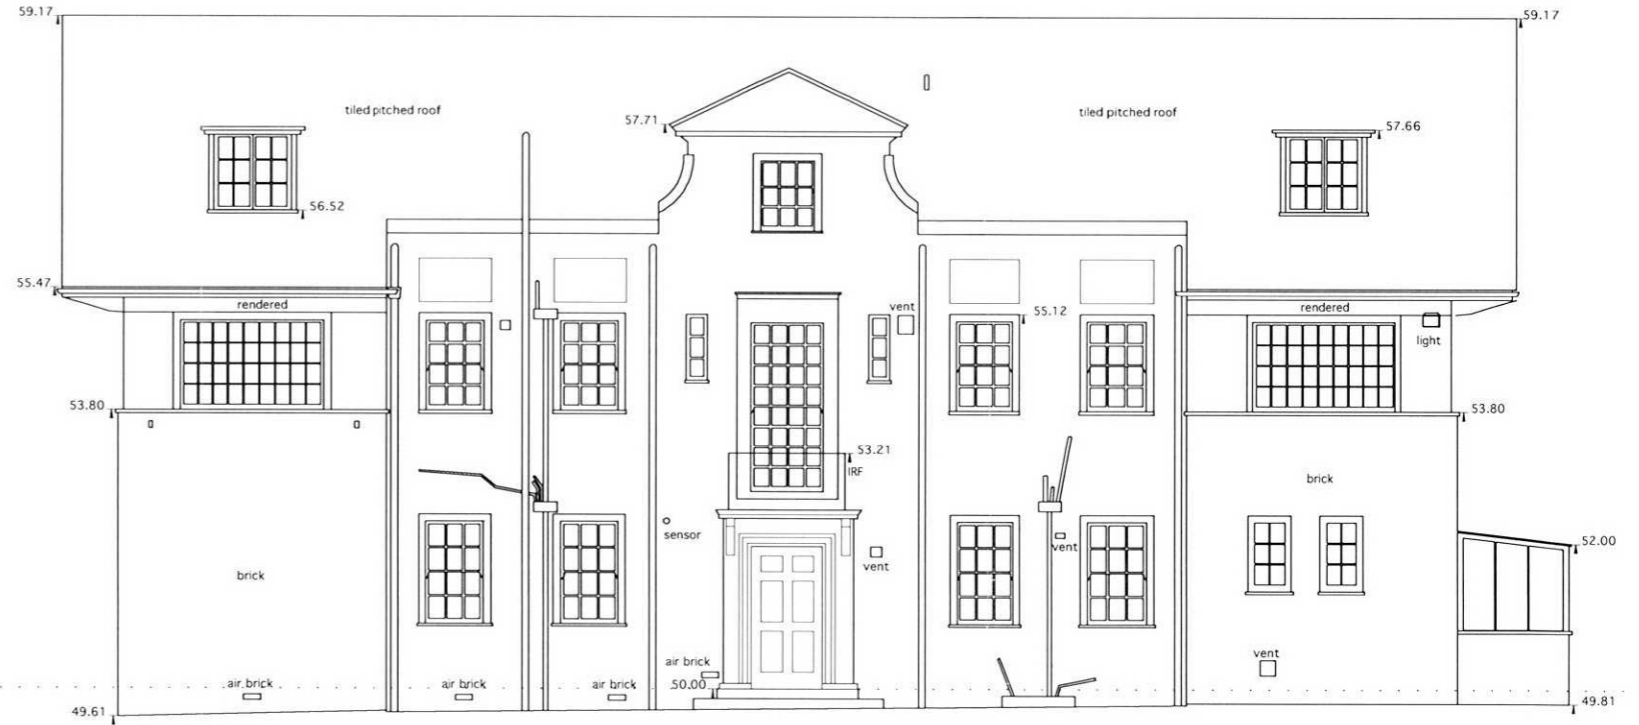 59.17
59.17
tiled pitched roof
57.71
tiled pitched roof
57.66
56.52
55.47
rendered
vent
55.12
rendered
light
53.80
53.80
53.21
IRF
brick
sensor
vent
vent
52.00
brick
air brick
air brick
air brick
air brick
50.00
vent
49.61
49.81